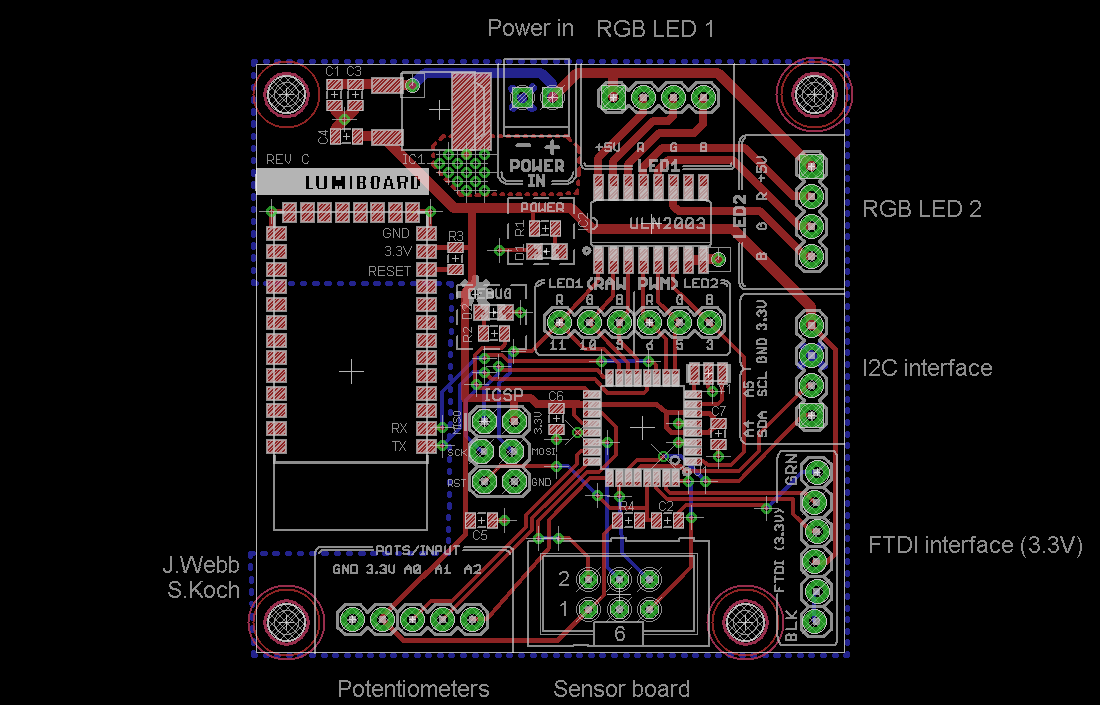 Power in RGB LED 1
C1 C3
C4
IC1
REV C
LUMIBOARD
- +
POWER
IN
+5V R G B
LED1
+5V
R
G
B
LED2
RGB LED 2
IC2
ULN2003
POWER
R1
D1
GND
3.3V
RESET
R3
DEBUG
D2
R2
LED1 (RAW PWM) LED2
R G B R G B
11 10 9 6 5 3
3.3V
GND
SCL
SDA
A5
A4
I2C interface
ICSP
MISO
3.3V
SCK
MOSI
RST
GND
C6
C7
RX
TX
R4
C2
C5
GRN
FTDI (3.3V)
BLK
FTDI interface (3.3V)
J.Webb
S.Koch
POTS/INPUT
GND 3.3V A0 A1 A2
2
1
6
Potentiometers Sensor board